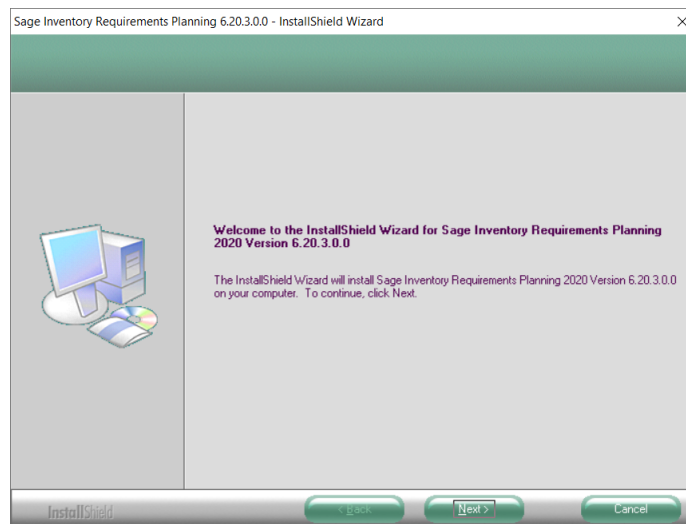 Sage Inventory Requirements Planning 6.20.3.0.0 - InstallShield Wizard
Welcome to the InstallShield Wizard for Sage Inventory Requirements Planning
2020 Version 6.20.3.0.0
The InstallShield Wizard will install Sage Inventory Requirements Planning 2020 Version 6.20.3.0.0
on your computer. To continue, click Next.
InstallShield
< Back
Next >
Cancel